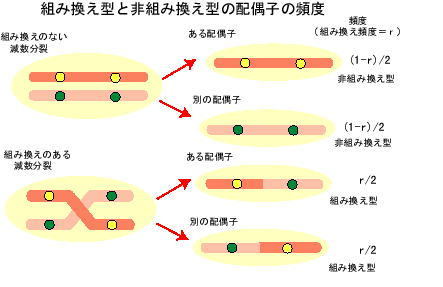 組み換え型と非組み換え型の配偶子の頻度
頻度
(組み換え頻度=r)
組み換えのない
減数分裂
ある配偶子
(1-r)/2
非組み換え型
別の配偶子
(1-r)/2
非組み換え型
組み換えのある
減数分裂
ある配偶子
r/2
組み換え型
別の配偶子
r/2
組み換え型